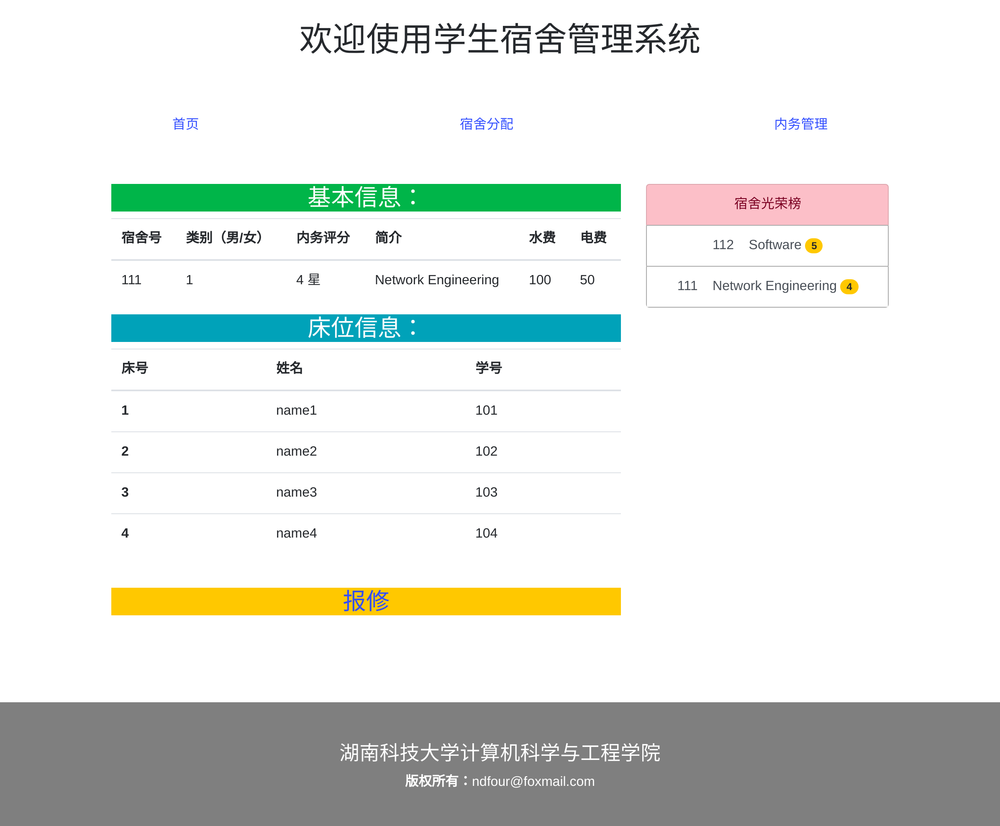 欢迎使用学生宿舍管理系统
首页 宿舍分配 内务管理
基本信息：
宿舍号 类别（男/女） 内务评分 简介 水费 电费
111 1 4 星 Network Engineering 100 50
床位信息：
床号 姓名 学号
1 name1 101
2 name2 102
3 name3 103
4 name4 104
报修
宿舍光荣榜
112 Software 5
111 Network Engineering 4
湖南科技大学计算机科学与工程学院
版权所有：ndfour@foxmail.com